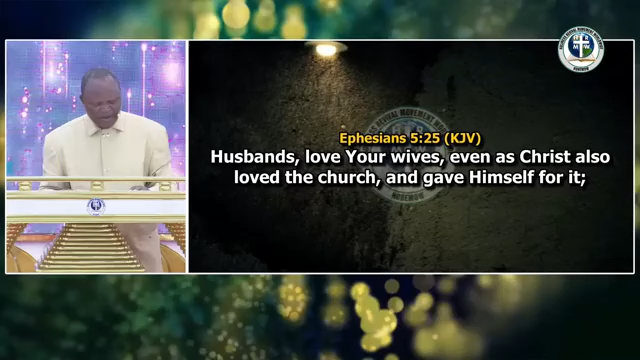 Ephesians 5:25 (KJV)
Husbands, love Your wives, even as Christ also
loved the church, and gave Himself for it;